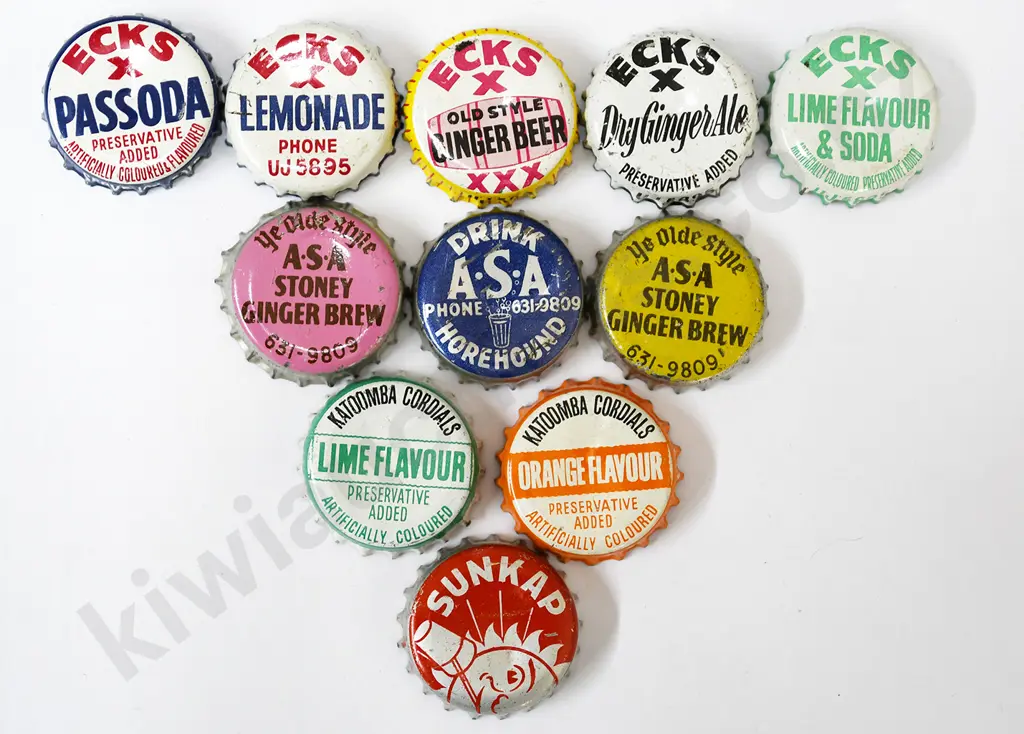 ECKS
X
PASSODA
PRESERVATIVE
ADDED
ARTIFICIALLY COLOURED & FLAVOURED
ECKS
X
LEMONADE
PHONE
UJ 5895
ECKS
X
OLD STYLE
GINGER BEER
XXX
ECKS
X
Dry Ginger Ale
PRESERVATIVE ADDED
ECKS
X
LIME FLAVOUR
& SODA
ARTIFICIALLY COLOURED PRESERVATIVE ADDED
Ye Olde Style
A·S·A
STONEY
GINGER BREW
631-9809
DRINK
A·S·A
PHONE 631-9809
HOREHOUND
Ye Olde Style
A·S·A
STONEY
GINGER BREW
631-9809
KATOOMBA CORDIALS
LIME FLAVOUR
PRESERVATIVE
ADDED
ARTIFICIALLY COLOURED
KATOOMBA CORDIALS
ORANGE FLAVOUR
PRESERVATIVE
ADDED
ARTIFICIALLY COLOURED
SUNKAP